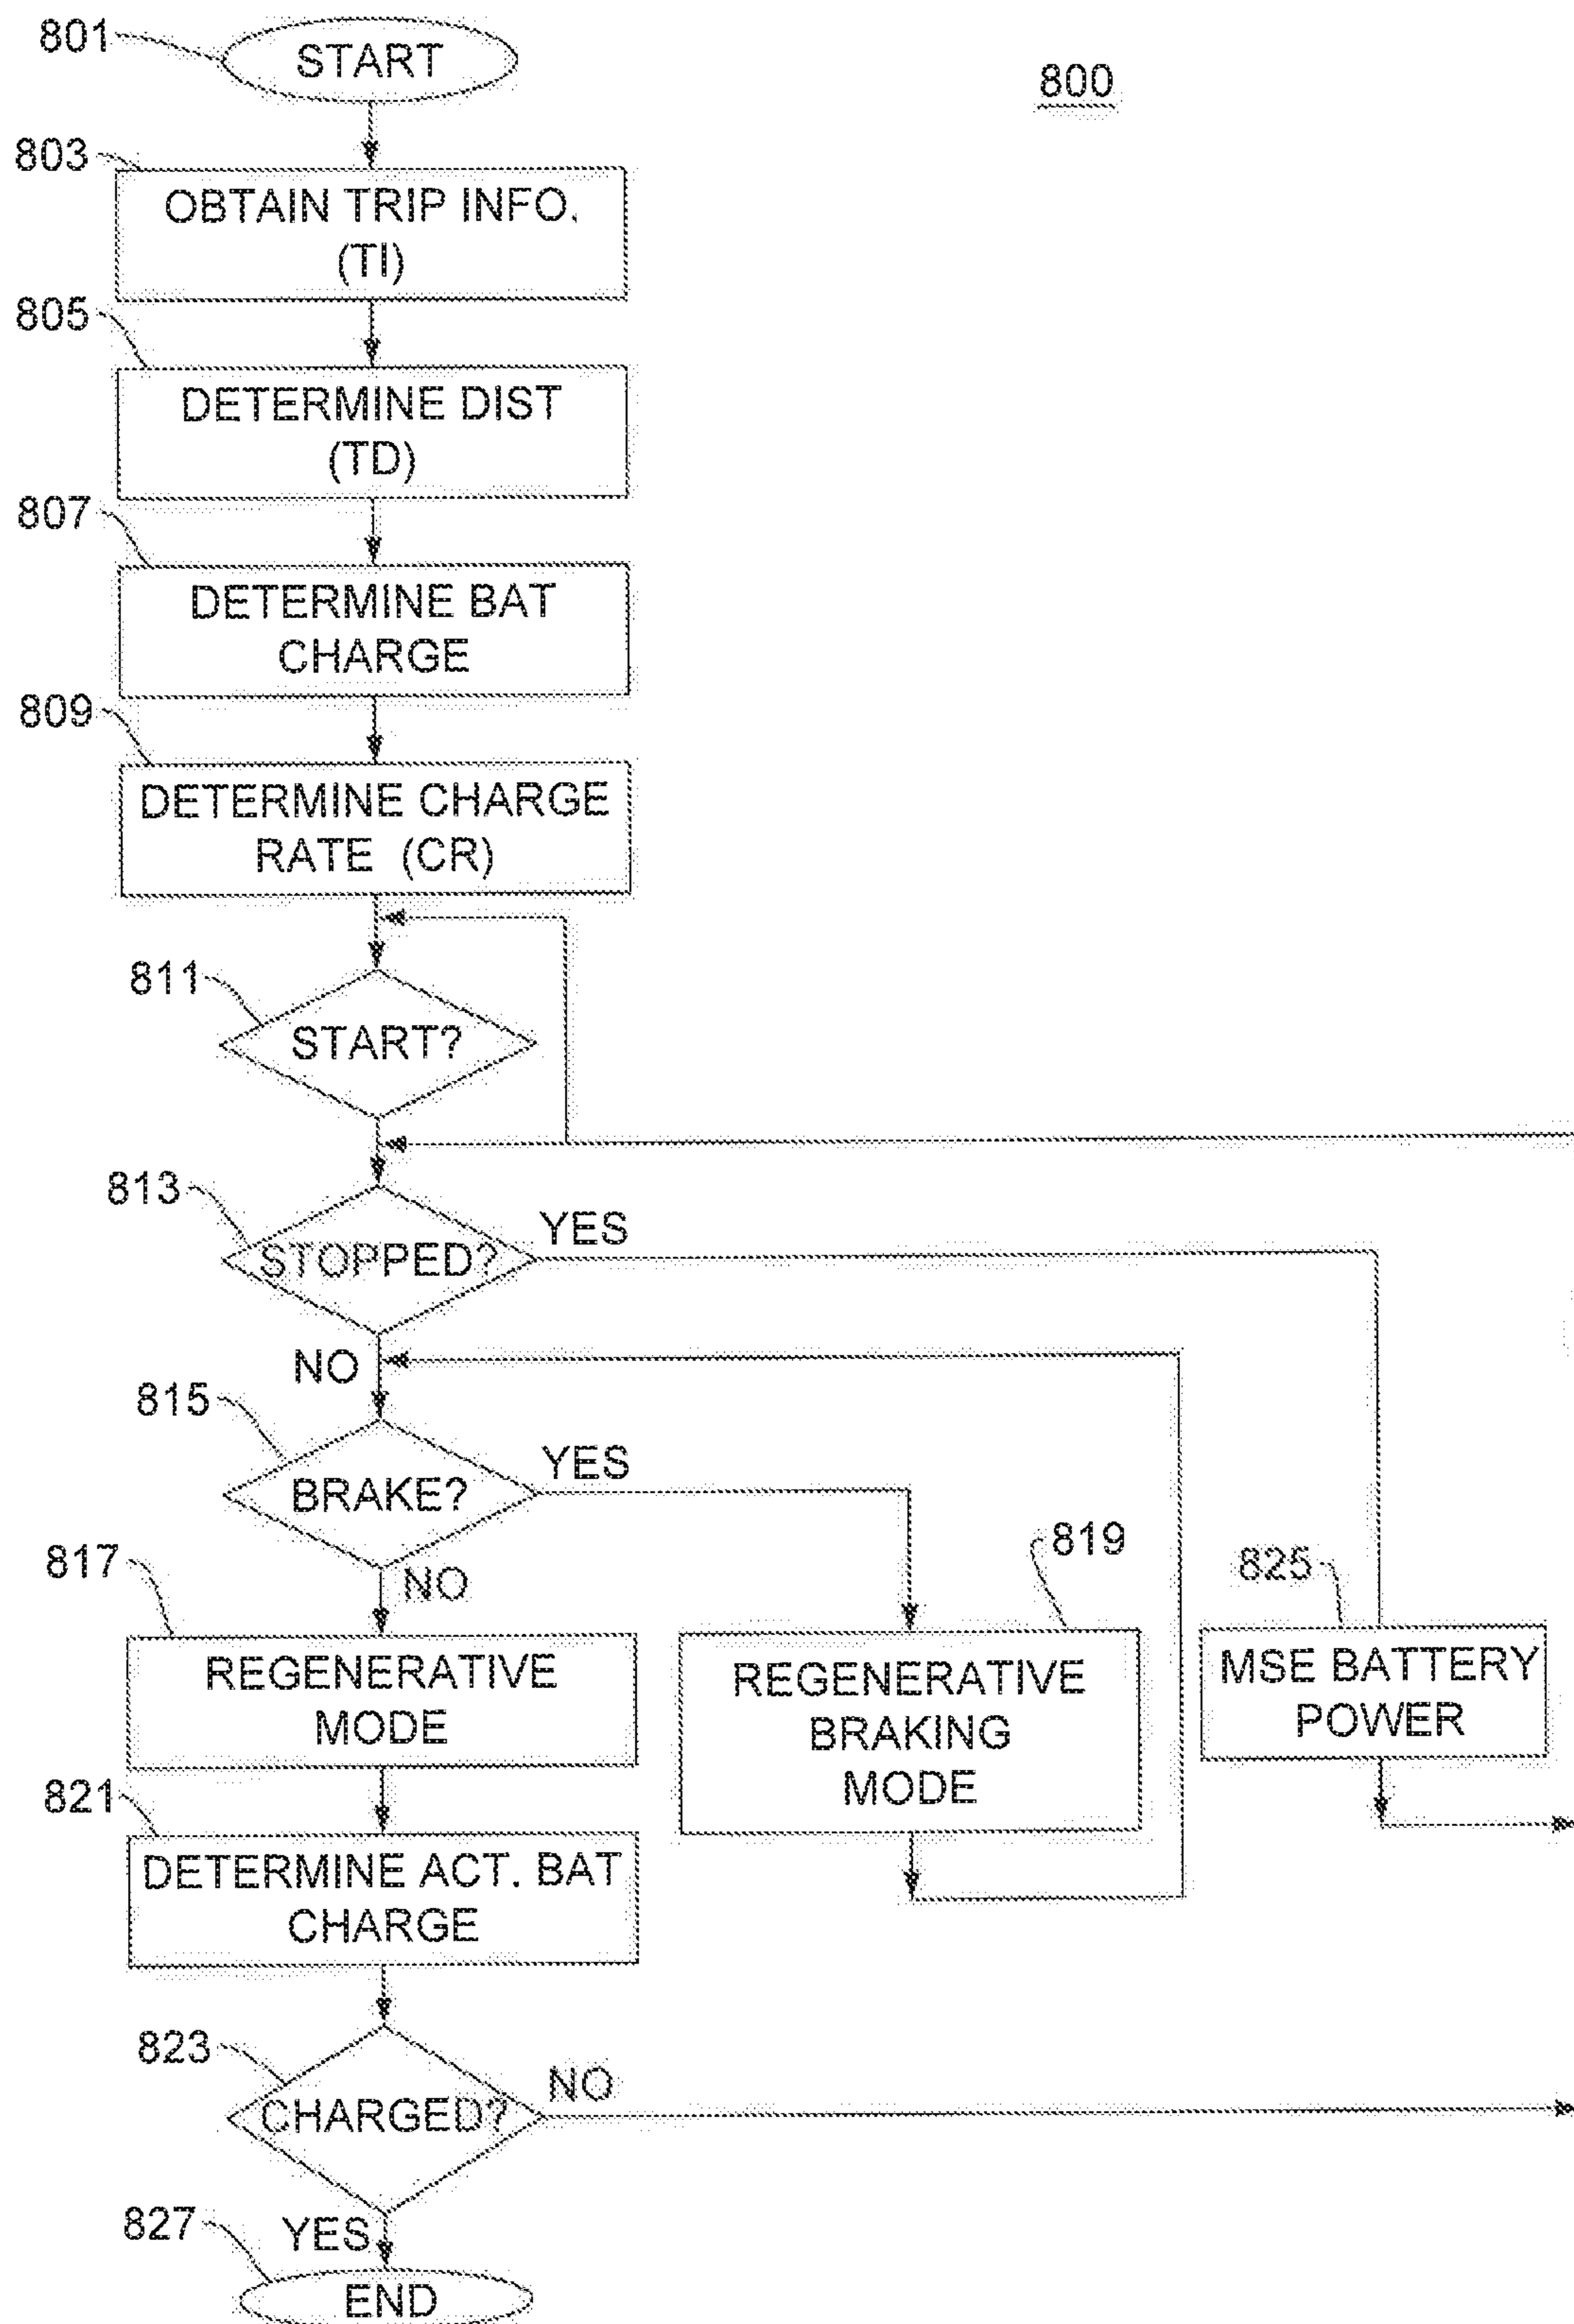 801
START
800
803
OBTAIN TRIP INFO.
(TI)
805
DETERMINE DIST
(TD)
807
DETERMINE BAT
CHARGE
809
DETERMINE CHARGE
RATE (CR)
811
START?
813
STOPPED?
YES
NO
815
BRAKE?
YES
NO
817
REGENERATIVE
MODE
819
REGENERATIVE
BRAKING
MODE
825
MSE BATTERY
POWER
821
DETERMINE ACT. BAT
CHARGE
823
CHARGED?
NO
YES
827
END